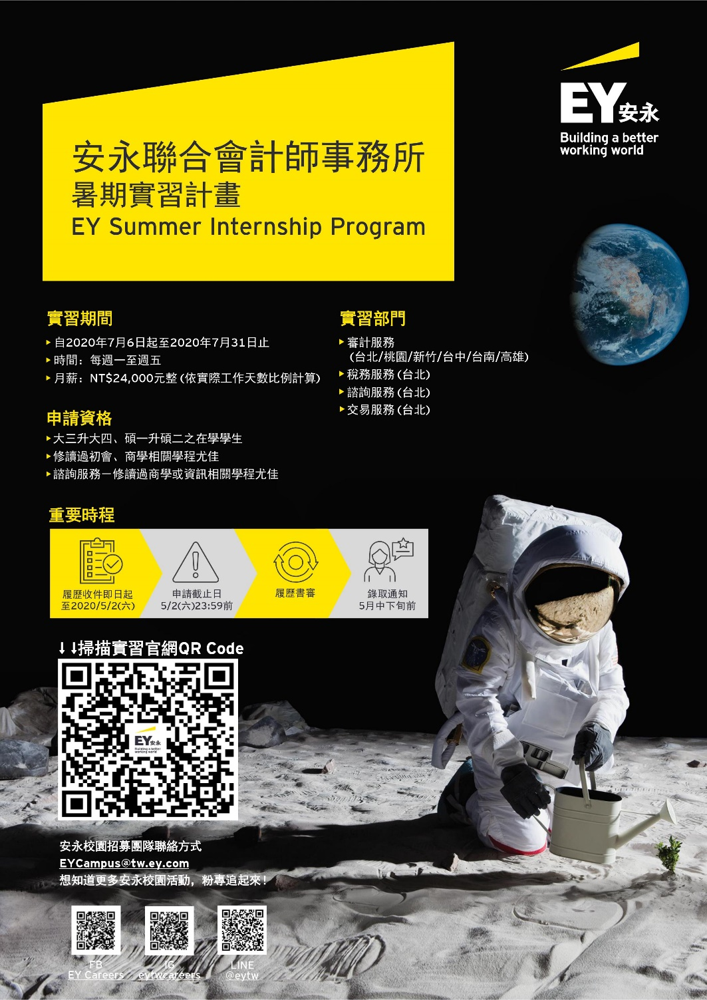 EY安永
Building a better
working world
安永聯合會計師事務所
暑期實習計畫
EY Summer Internship Program
實習期間
自2020年7月6日起至2020年7月31日止
時間：每週一至週五
月薪：NT$24,000元整(依實際工作天數比例計算)
申請資格
大三升大四、碩一升碩二之在學學生
修讀過初會、商學相關學程尤佳
諮詢服務－修讀過商學或資訊相關學程尤佳
實習部門
審計服務
(台北/桃園/新竹/台中/台南/高雄)
稅務服務(台北)
諮詢服務(台北)
交易服務(台北)
重要時程
履歷收件即日起
至2020/5/2(六)
申請截止日
5/2(六)23:59前
履歷書審
錄取通知
5月中下旬前
↓↓掃描實習官網QR Code
EY安永
Building a better
working world
安永校園招募團隊聯絡方式
EYCampus@tw.ey.com
想知道更多安永校園活動，粉專追起來！
FB
EY Careers
IG
eytwcareers
LINE
@eytw